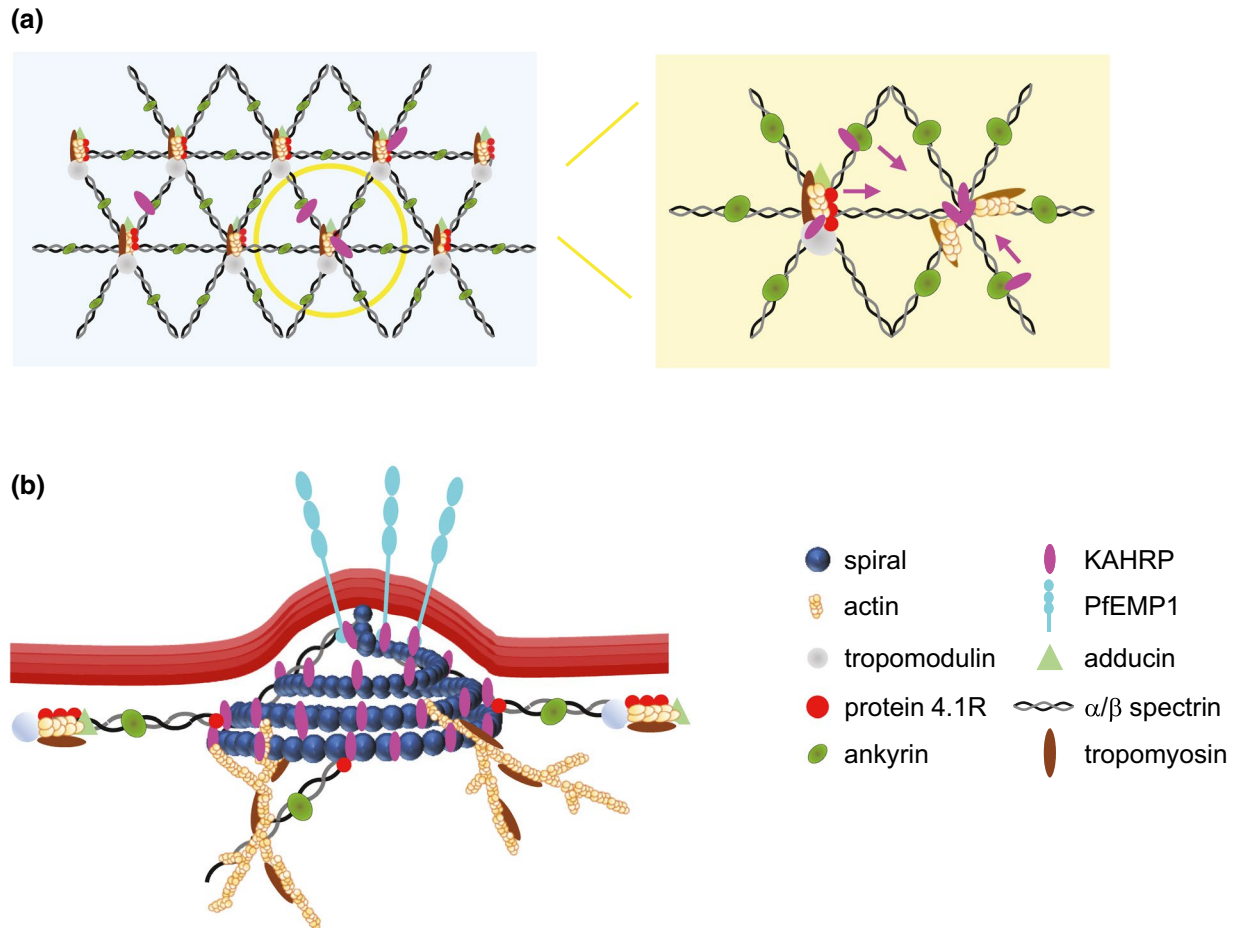 (a)
(b)
spiral
KAHRP
actin
PfEMP1
tropomodulin
adducin
protein 4.1R
α/β spectrin
ankyrin
tropomyosin